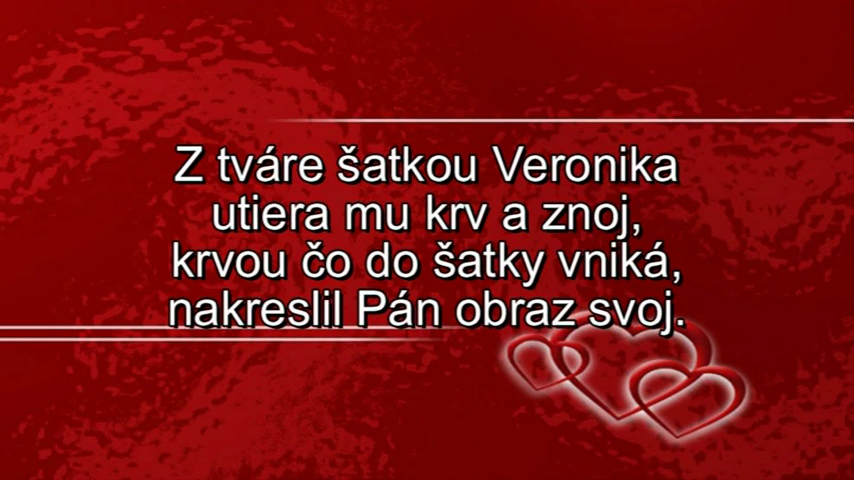 Z tváre šatkou Veronika
utiera mu krv a znoj,
krvou čo do šatky vniká,
nakreslil Pán obraz svoj.